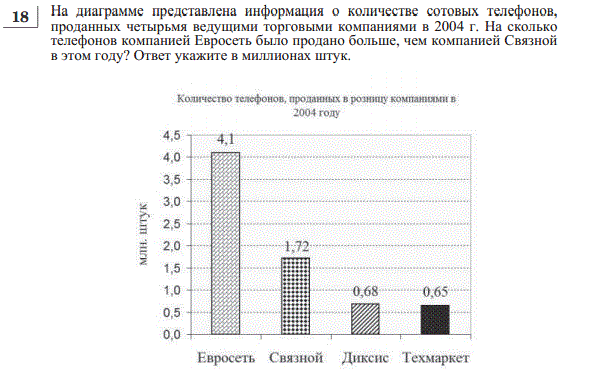 18
На диаграмме представлена информация о количестве сотовых телефонов,
проданных четырьмя ведущими торговыми компаниями в 2004 г. На сколько
телефонов компанией Евросеть было продано больше, чем компанией Связной
в этом году? Ответ укажите в миллионах штук.
Количество телефонов, проданных в розницу компаниями в
2004 году
млн. штук
4,5
4,0
3,5
3,0
2,5
2,0
1,5
1,0
0,5
0,0
4,1
1,72
0,68
0,65
Евросеть Связной Диксис Техмаркет